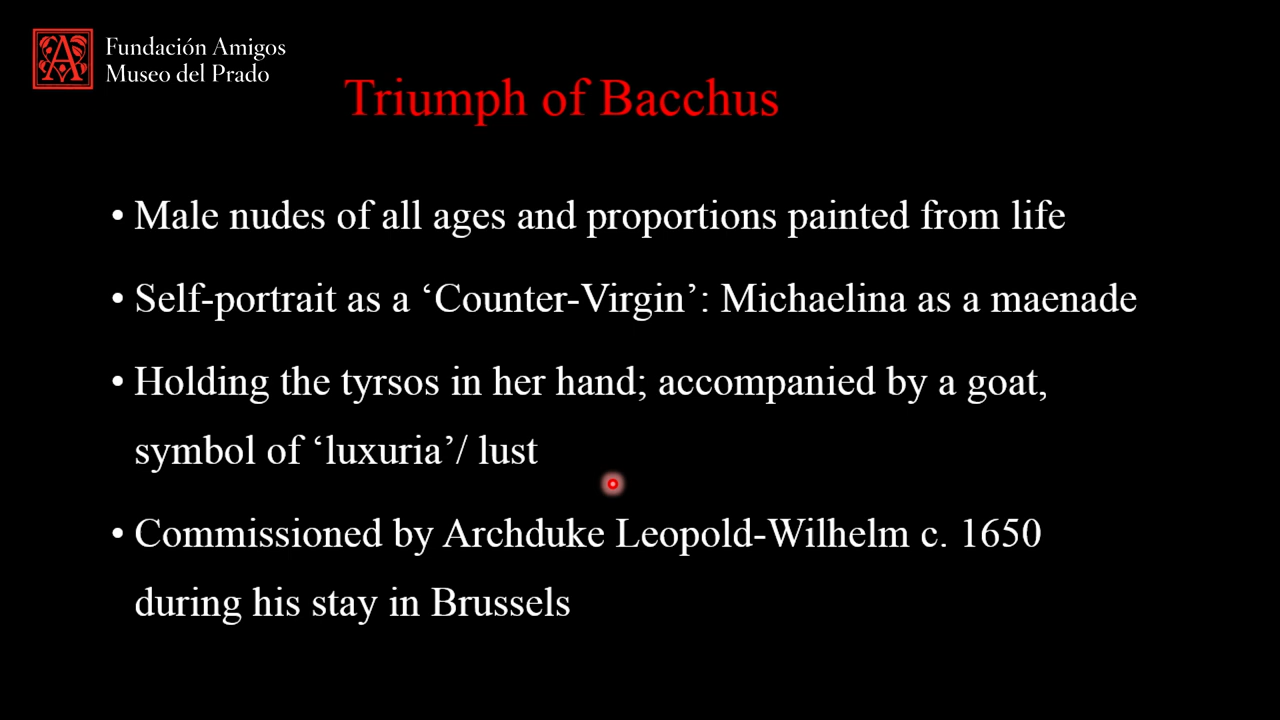 Fundación Amigos
Museo del Prado
Triumph of Bacchus
• Male nudes of all ages and proportions painted from life
• Self-portrait as a ‘Counter-Virgin’: Michaelina as a maenade
• Holding the tyrsos in her hand; accompanied by a goat,
symbol of ‘luxuria’/ lust
• Commissioned by Archduke Leopold-Wilhelm c. 1650
during his stay in Brussels